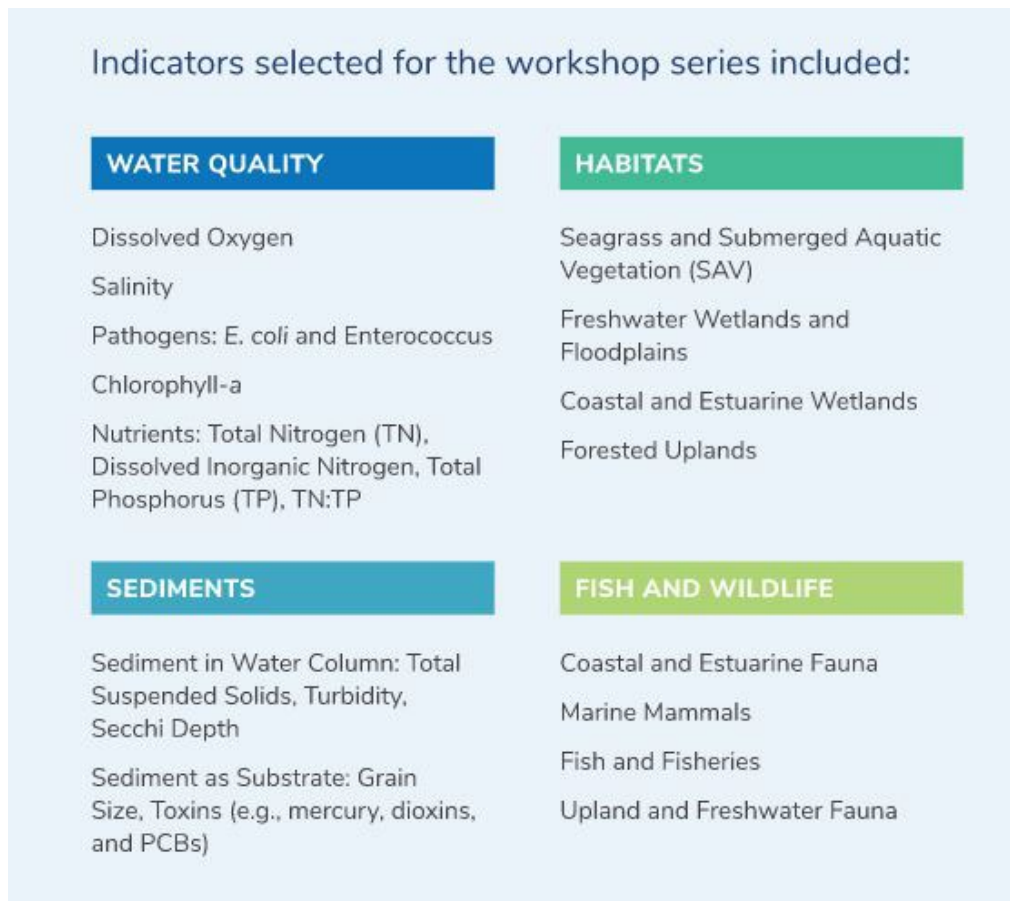 Indicators selected for the workshop series included:
WATER QUALITY
Dissolved Oxygen
Salinity
Pathogens: E. coli and Enterococcus
Chlorophyll-a
Nutrients: Total Nitrogen (TN),
Dissolved Inorganic Nitrogen, Total
Phosphorus (TP), TN:TP
HABITATS
Seagrass and Submerged Aquatic
Vegetation (SAV)
Freshwater Wetlands and
Floodplains
Coastal and Estuarine Wetlands
Forested Uplands
SEDIMENTS
Sediment in Water Column: Total
Suspended Solids, Turbidity,
Secchi Depth
Sediment as Substrate: Grain
Size, Toxins (e.g., mercury, dioxins,
and PCBs)
FISH AND WILDLIFE
Coastal and Estuarine Fauna
Marine Mammals
Fish and Fisheries
Upland and Freshwater Fauna